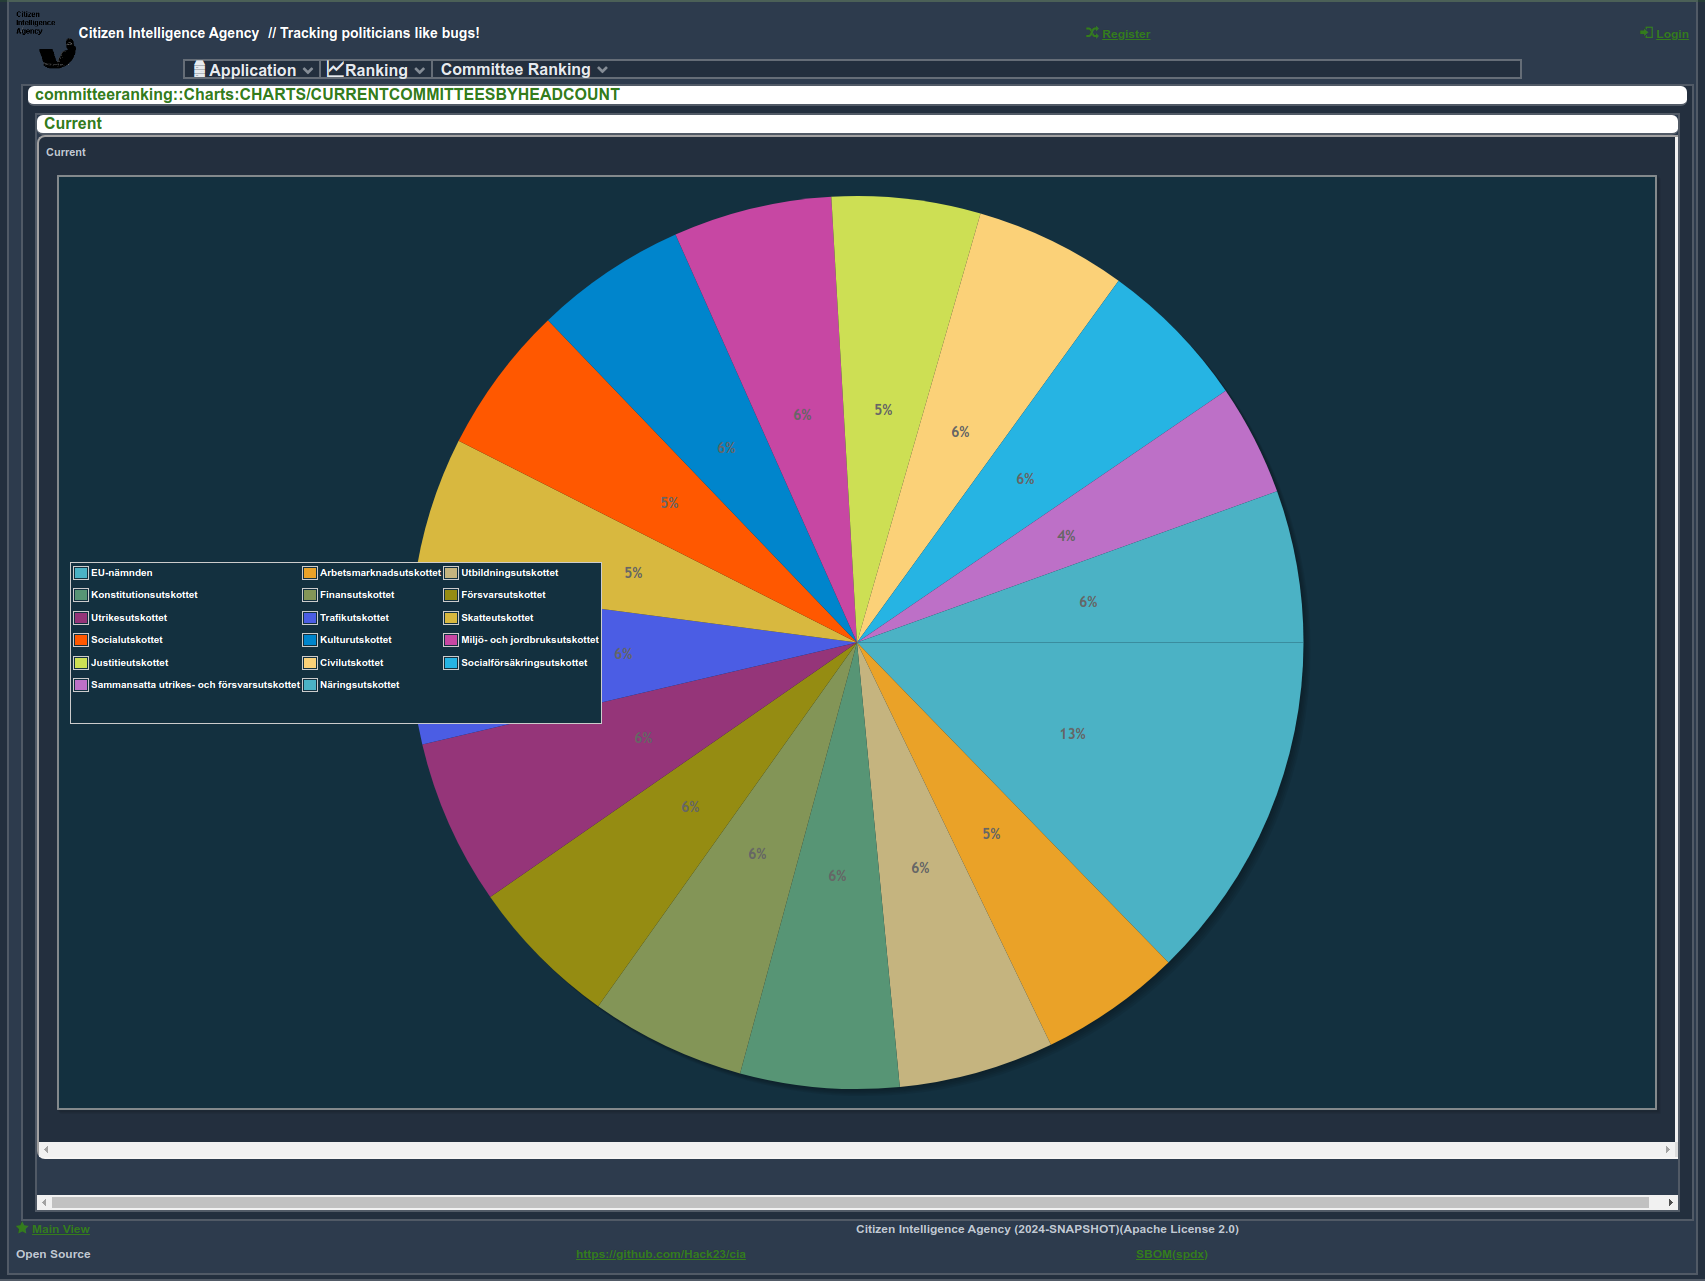 Citizen
Intelligence
Agency
Citizen Intelligence Agency // Tracking politicians like bugs!
Register
Login
Application
Ranking
Committee Ranking
committeeranking::Charts:CHARTS/CURRENTCOMMITTEESBYHEADCOUNT
Current
Current
6%
5%
6%
6%
6%
5%
4%
5%
6%
6%
13%
6%
6%
5%
6%
6%
6%
EU-nämnden
Arbetsmarknadsutskottet
Utbildningsutskottet
Konstitutionsutskottet
Finansutskottet
Försvarsutskottet
Utrikesutskottet
Trafikutskottet
Skatteutskottet
Socialutskottet
Kulturutskottet
Miljö- och jordbruksutskottet
Justitieutskottet
Civilutskottet
Socialförsäkringsutskottet
Sammansatta utrikes- och försvarsutskottet
Näringsutskottet
Main View
Citizen Intelligence Agency (2024-SNAPSHOT)(Apache License 2.0)
Open Source
https://github.com/Hack23/cia
SBOM(spdx)